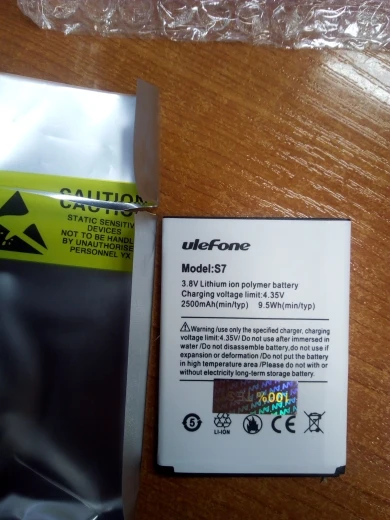 CAUTION
STATIC SENSITIV
DEVICES
NOT TO BE HANDL
BY UNAUTHORISE
PERSONNEL YX
uleFone
Model:S7
3.8V Lithium ion polymer battery
Charging voltage limit:4.35V
2500mAh(min/typ) 9.5Wh(min/typ)
Warning /use only the specified charger, charging
voltage limit:4.35V/ Do not use after immersed in
water /Do not disassemble battery, do not use if
expansion or deformation /Do not put the battery
in high temperature area /Please do not with or
without electricity long-term storage battery.
100%
5
LI-ION
CE